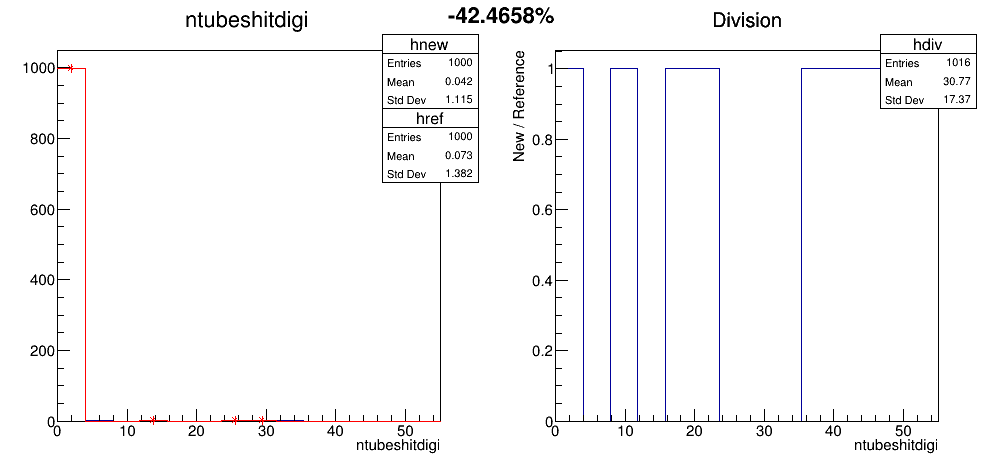 -42.4658%
ntubeshitdigi
hnew
Entries 1000
Mean 0.042
Std Dev 1.115
href
Entries 1000
Mean 0.073
Std Dev 1.382
1000
800
600
400
200
0
0 10 20 30 40 50
ntubeshitdigi
Division
hdiv
Entries 1016
Mean 30.77
Std Dev 17.37
New / Reference
1
0.8
0.6
0.4
0.2
0
0 10 20 30 40 50
ntubeshitdigi